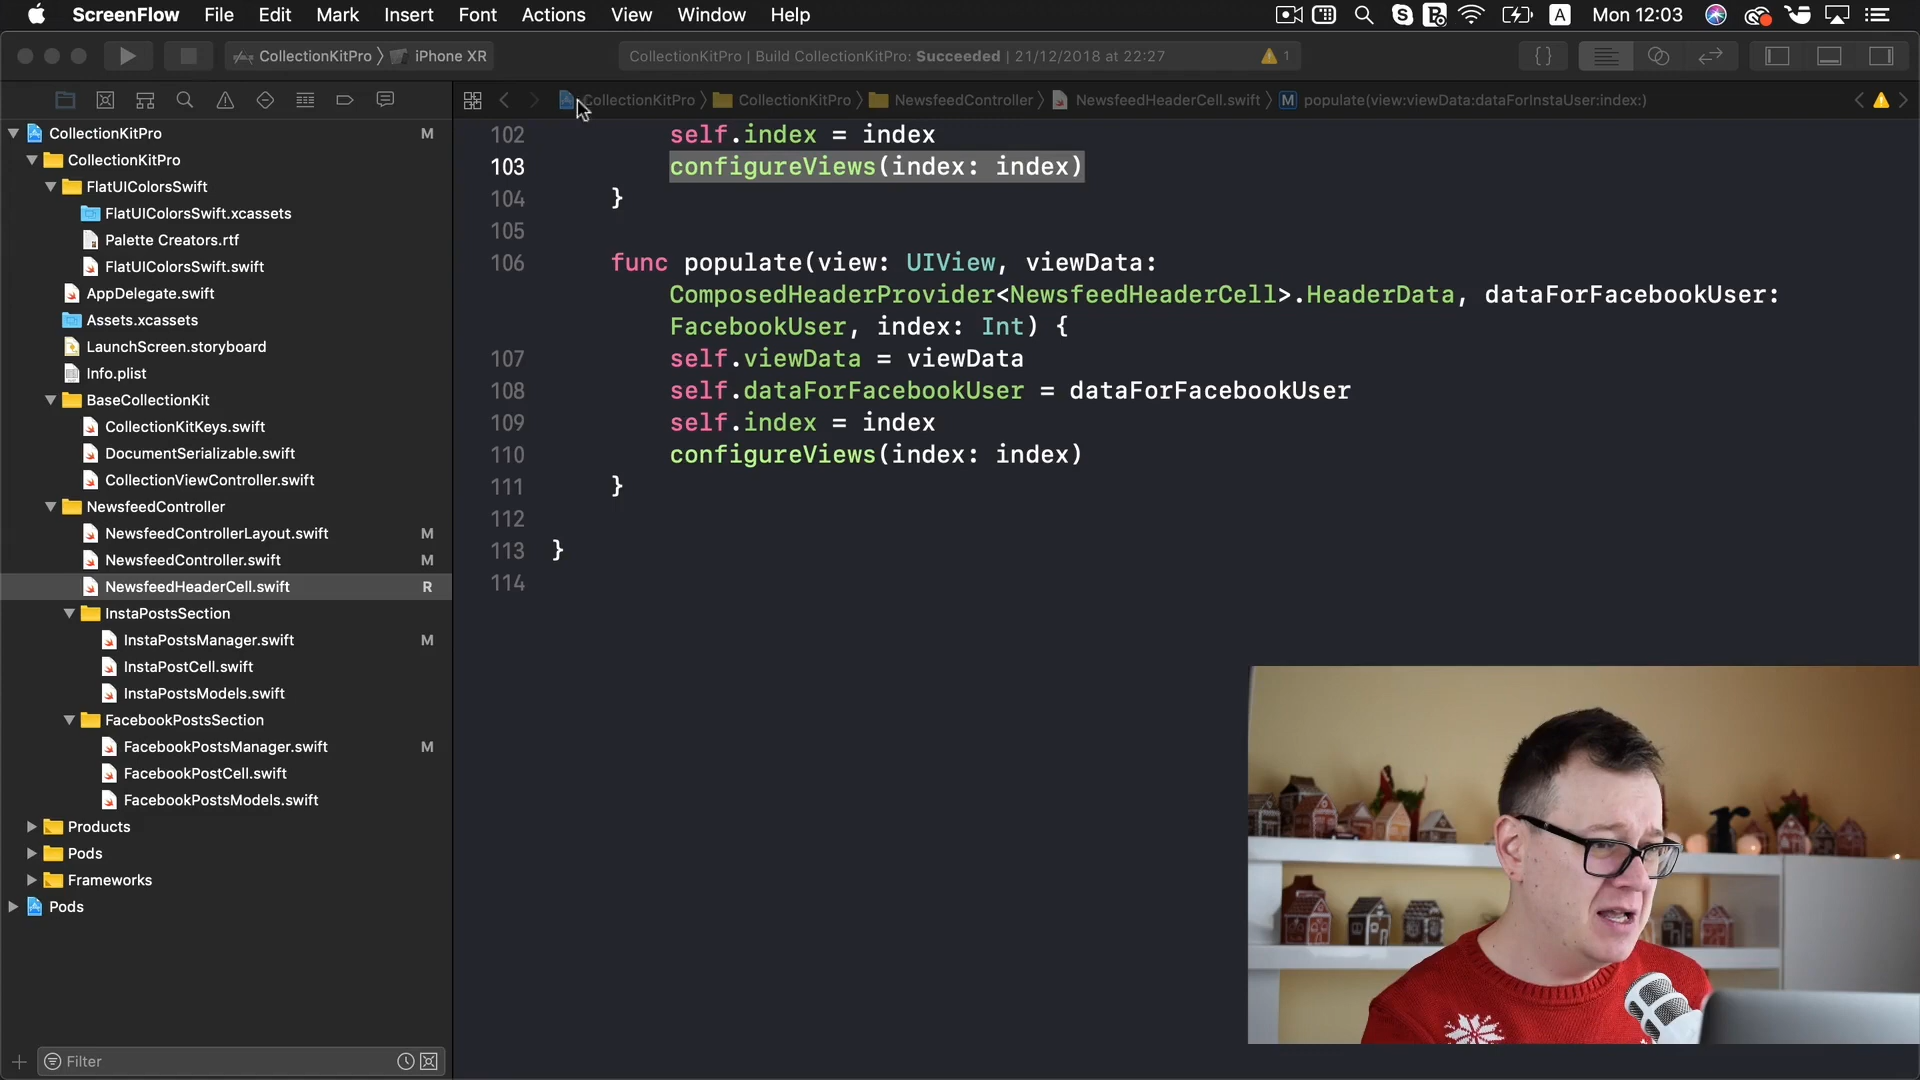 ScreenFlow File Edit Mark Insert Font Actions View Window Help A Mon 12:03
CollectionKitPro iPhone XR CollectionKitPro | Build CollectionKitPro: Succeeded | 21/12/2018 at 22:27 1 {}
CollectionKitPro CollectionKitPro NewsfeedController NewsfeedHeaderCell.swift M populate(view:viewData:dataForInstaUser:index:)
CollectionKitPro M
CollectionKitPro
FlatUIColorsSwift
FlatUIColorsSwift.xcassets
Palette Creators.rtf
FlatUIColorsSwift.swift
AppDelegate.swift
Assets.xcassets
LaunchScreen.storyboard
Info.plist
BaseCollectionKit
CollectionKitKeys.swift
DocumentSerializable.swift
CollectionViewController.swift
NewsfeedController
NewsfeedControllerLayout.swift M
NewsfeedController.swift M
NewsfeedHeaderCell.swift R
InstaPostsSection
InstaPostsManager.swift M
InstaPostCell.swift
InstaPostsModels.swift
FacebookPostsSection
FacebookPostsManager.swift M
FacebookPostCell.swift
FacebookPostsModels.swift
Products
Pods
Frameworks
Pods
Filter
102 self.index = index
103 configureViews(index: index)
104 }
105
106 func populate(view: UIView, viewData:
ComposedHeaderProvider<NewsfeedHeaderCell>.HeaderData, dataForFacebookUser:
FacebookUser, index: Int) {
107 self.viewData = viewData
108 self.dataForFacebookUser = dataForFacebookUser
109 self.index = index
110 configureViews(index: index)
111 }
112
113 }
114